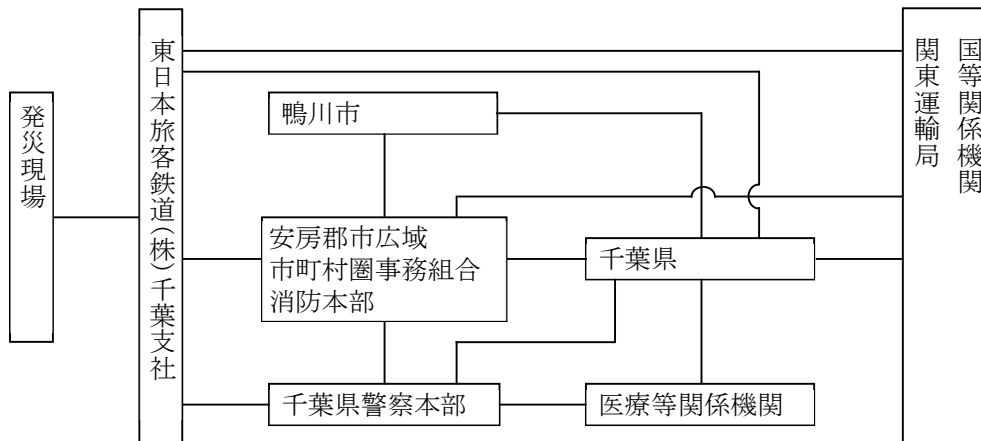 発災現場
東日本旅客鉄道(株)千葉支社
鴨川市
安房郡市広域
市町村圏事務組合
消防本部
千葉県警察本部
千葉県
医療等関係機関
国等関係機関
関東運輸局